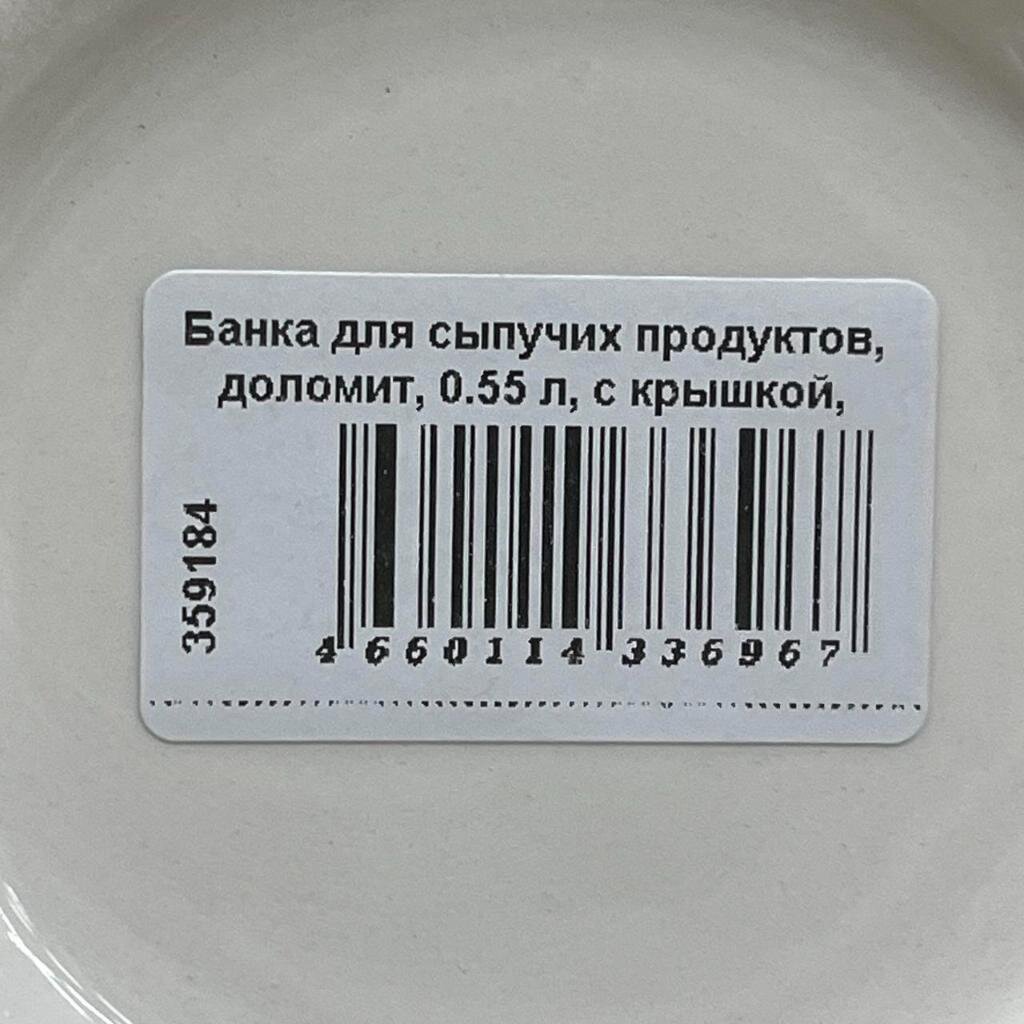 Банка для сыпучих продуктов,
доломит, 0.55 л, с крышкой,
359184
4 660114 336967